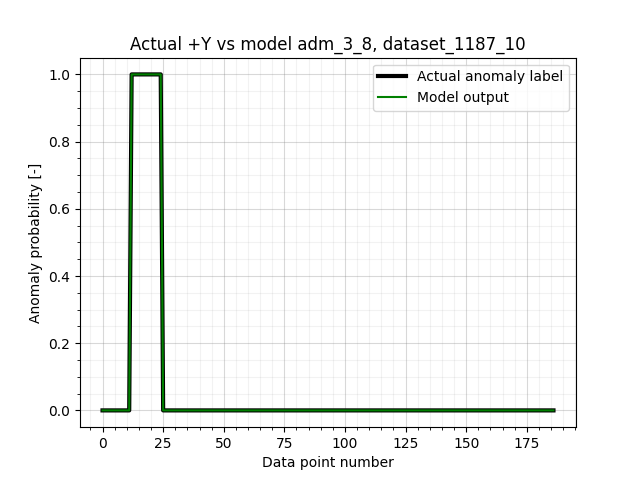 Actual +Y vs model adm_3_8, dataset_1187_10
Actual anomaly label
Model output
Anomaly probability [-]
1.0
0.8
0.6
0.4
0.2
0.0
0 25 50 75 100 125 150 175
Data point number